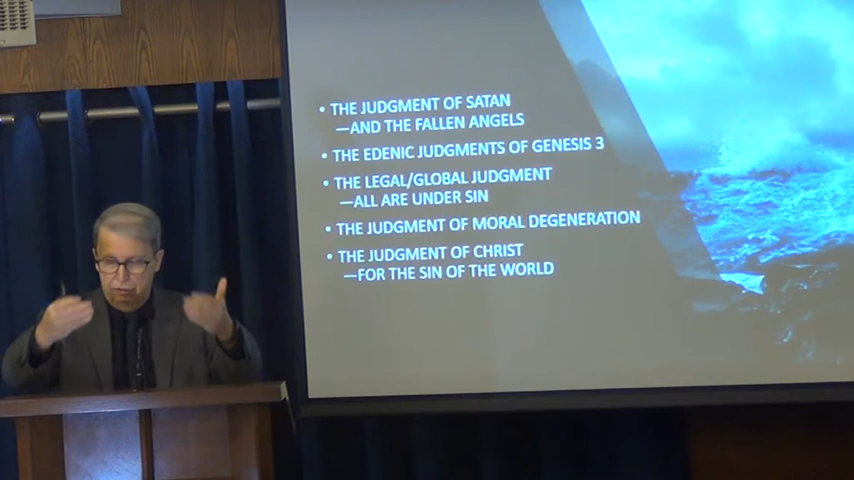 • THE JUDGMENT OF SATAN
—AND THE FALLEN ANGELS
• THE EDENIC JUDGMENTS OF GENESIS 3
• THE LEGAL/GLOBAL JUDGMENT
—ALL ARE UNDER SIN
• THE JUDGMENT OF MORAL DEGENERATION
• THE JUDGMENT OF CHRIST
—FOR THE SIN OF THE WORLD